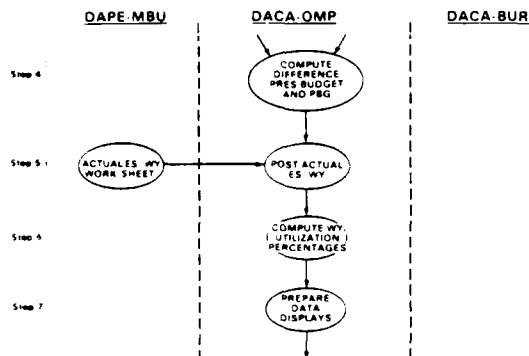 DAPE-MBU DACA-OMP DACA-BUR
Step 4
COMPUTE
DIFFERENCE
PRES BUDGET
AND PBG
Step 5
ACTUALES WY
WORK SHEET
POST ACTUAL
ES WY
Step 6
COMPUTE WY,
UTILIZATION
PERCENTAGES
Step 7
PREPARE
DATA
DISPLAYS